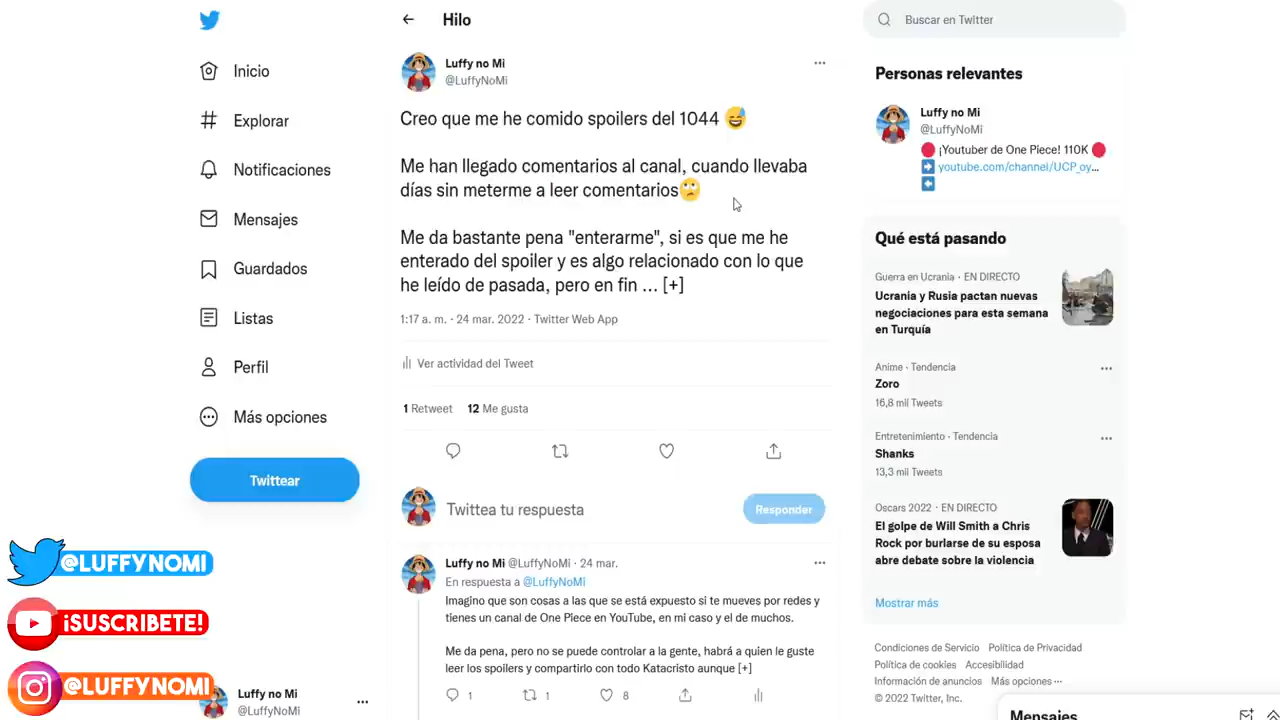 Inicio
Explorar
Notificaciones
Mensajes
Guardados
Listas
Perfil
Más opciones
Twittear
@LUFFYNOMI
¡SUSCRIBETE!
@LUFFYNOMI
Luffy no Mi
@LuffyNoMi
Hilo
Luffy no Mi
@LuffyNoMi
Creo que me he comido spoilers del 1044 😅
Me han llegado comentarios al canal, cuando llevaba
días sin meterme a leer comentarios🙄
Me da bastante pena "enterarme", si es que me he
enterado del spoiler y es algo relacionado con lo que
he leído de pasada, pero en fin ... [+]
1:17 a. m. · 24 mar. 2022 · Twitter Web App
Ver actividad del Tweet
1 Retweet 12 Me gusta
Twittea tu respuesta
Responder
Luffy no Mi @LuffyNoMi · 24 mar.
En respuesta a @LuffyNoMi
Imagino que son cosas a las que se está expuesto si te mueves por redes y
tienes un canal de One Piece en YouTube, en mi caso y el de muchos.
Me da pena, pero no se puede controlar a la gente, habrá a quien le guste
leer los spoilers y compartirlo con todo Katacristo aunque [+]
1 1 8
Buscar en Twitter
Personas relevantes
Luffy no Mi
@LuffyNoMi
🔴 ¡Youtuber de One Piece! 110K 🔴
➡️ youtube.com/channel/UCP_oy...
⬅️
Qué está pasando
Guerra en Ucrania · EN DIRECTO
Ucrania y Rusia pactan nuevas
negociaciones para esta semana
en Turquía
Anime · Tendencia
Zoro
16,8 mil Tweets
Entretenimiento · Tendencia
Shanks
13,3 mil Tweets
Oscars 2022 · EN DIRECTO
El golpe de Will Smith a Chris
Rock por burlarse de su esposa
abre debate sobre la violencia
Mostrar más
Condiciones de Servicio Política de Privacidad
Política de cookies Accesibilidad
Información de anuncios Más opciones ···
© 2022 Twitter, Inc.
Mensajes